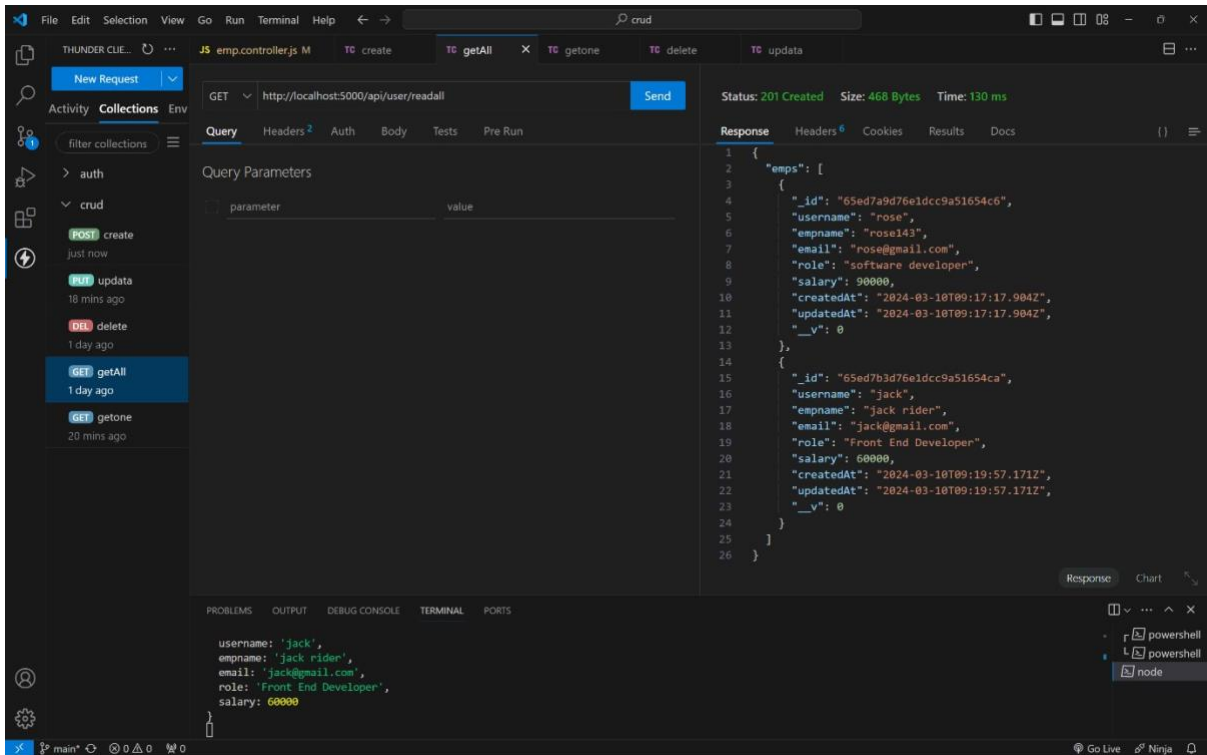 File Edit Selection View Go Run Terminal Help crud
THUNDER CLIE...
JS emp.controller.js M TC create TC getAll TC getone TC delete TC updata
New Request
Activity Collections Env
filter collections
auth
crud
POST create
just now
PUT updata
18 mins ago
DEL delete
1 day ago
GET getAll
1 day ago
GET getone
20 mins ago
GET http://localhost:5000/api/user/readall Send
Query Headers 2 Auth Body Tests Pre Run
Query Parameters
parameter value
Status: 201 Created Size: 468 Bytes Time: 130 ms
Response Headers 6 Cookies Results Docs {}
1 {
2 "emps": [
3 {
4 "_id": "65ed7a9d76e1dcc9a51654c6",
5 "username": "rose",
6 "empname": "rose143",
7 "email": "rose@gmail.com",
8 "role": "software developer",
9 "salary": 90000,
10 "createdAt": "2024-03-10T09:17:17.904Z",
11 "updatedAt": "2024-03-10T09:17:17.904Z",
12 "__v": 0
13 },
14 {
15 "_id": "65ed7b3d76e1dcc9a51654ca",
16 "username": "jack",
17 "empname": "jack rider",
18 "email": "jack@gmail.com",
19 "role": "Front End Developer",
20 "salary": 60000,
21 "createdAt": "2024-03-10T09:19:57.171Z",
22 "updatedAt": "2024-03-10T09:19:57.171Z",
23 "__v": 0
24 }
25 ]
26 }
Response Chart
PROBLEMS OUTPUT DEBUG CONSOLE TERMINAL PORTS
username: 'jack',
empname: 'jack rider',
email: 'jack@gmail.com',
role: 'Front End Developer',
salary: 60000
}
powershell
powershell
node
main* 0 0 0 Go Live Ninja